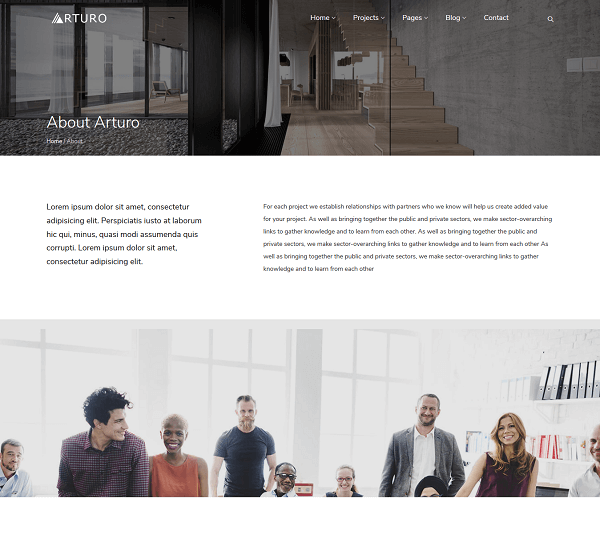 ARTURO
Home Projects Pages Blog Contact
About Arturo
Home / About
Lorem ipsum dolor sit amet, consectetur
adipisicing elit. Perspiciatis iusto at laborum
hic qui, minus, quasi modi assumenda quis
corrupti. Lorem ipsum dolor sit amet,
consectetur adipisicing elit.
For each project we establish relationships with partners who we know will help us create added value
for your project. As well as bringing together the public and private sectors, we make sector-overarching
links to gather knowledge and to learn from each other. As well as bringing together the public and
private sectors, we make sector-overarching links to gather knowledge and to learn from each other As
well as bringing together the public and private sectors, we make sector-overarching links to gather
knowledge and to learn from each other